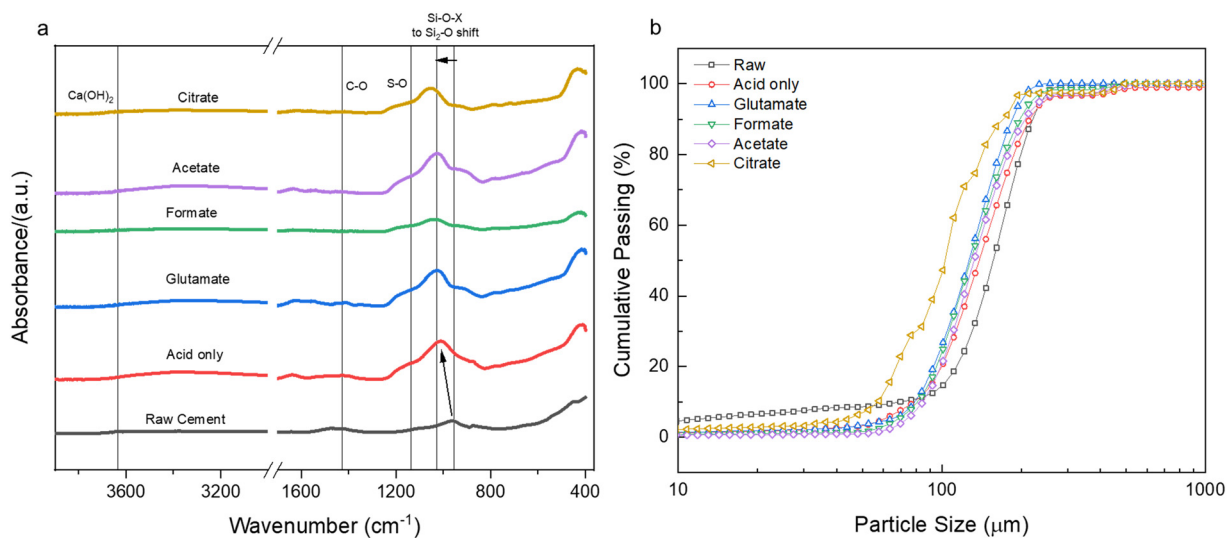 a
Si-O-X
to Si₂-O shift
Ca(OH)₂
C-O
S-O
Citrate
Acetate
Formate
Glutamate
Acid only
Raw Cement
Absorbance/(a.u.)
3600
3200
1600
1200
800
400
Wavenumber (cm⁻¹)
b
Raw
Acid only
Glutamate
Formate
Acetate
Citrate
100
80
60
40
20
0
Cumulative Passing (%)
10
100
1000
Particle Size (μm)